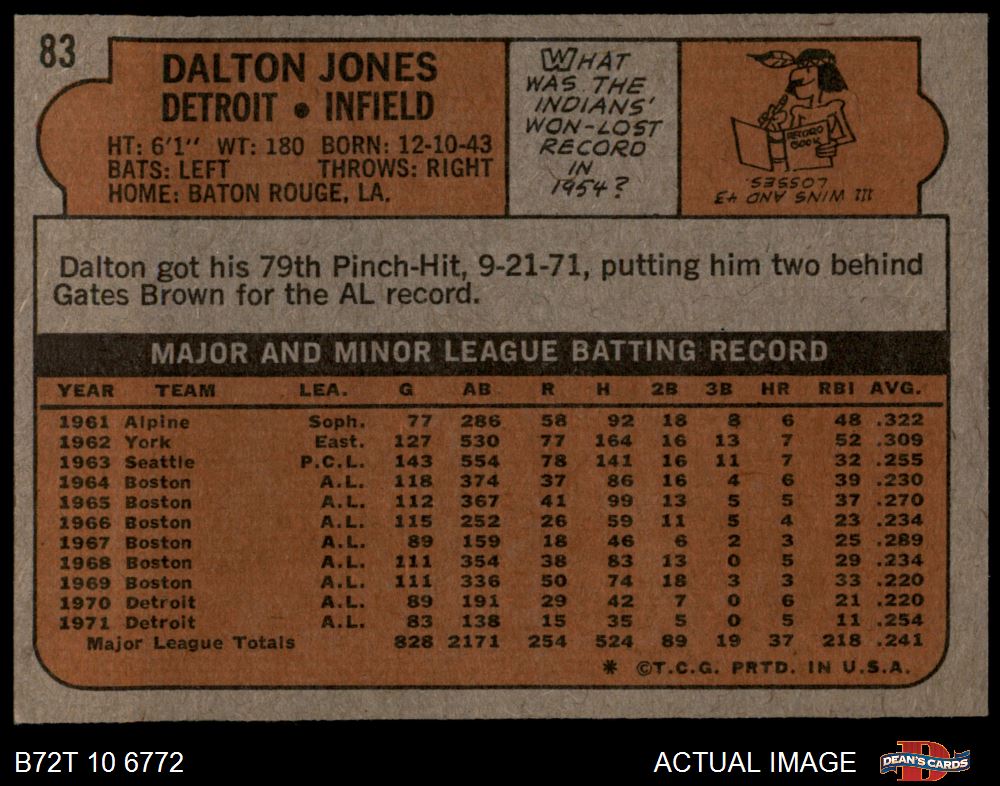 83
DALTON JONES
DETROIT • INFIELD
HT: 6'1" WT: 180 BORN: 12-10-43
BATS: LEFT THROWS: RIGHT
HOME: BATON ROUGE, LA.
WHAT
WAS THE
INDIANS'
WON-LOST
RECORD
IN
1954?
RECORD
BOOK
111 WINS AND 43
LOSSES.
Dalton got his 79th Pinch-Hit, 9-21-71, putting him two behind
Gates Brown for the AL record.
MAJOR AND MINOR LEAGUE BATTING RECORD
YEAR TEAM LEA. G AB R H 2B 3B HR RBI AVG.
1961 Alpine Soph. 77 286 58 92 18 8 6 48 .322
1962 York East. 127 530 77 164 16 13 7 52 .309
1963 Seattle P.C.L. 143 554 78 141 16 11 7 32 .255
1964 Boston A.L. 118 374 37 86 16 4 6 39 .230
1965 Boston A.L. 112 367 41 99 13 5 5 37 .270
1966 Boston A.L. 115 252 26 59 11 5 4 23 .234
1967 Boston A.L. 89 159 18 46 6 2 3 25 .289
1968 Boston A.L. 111 354 38 83 13 0 5 29 .234
1969 Boston A.L. 111 336 50 74 18 3 3 33 .220
1970 Detroit A.L. 89 191 29 42 7 0 6 21 .220
1971 Detroit A.L. 83 138 15 35 5 0 5 11 .254
Major League Totals 828 2171 254 524 89 19 37 218 .241
* ©T.C.G. PRTD. IN U.S.A.
B72T 10 6772 ACTUAL IMAGE DEAN'S CARDS